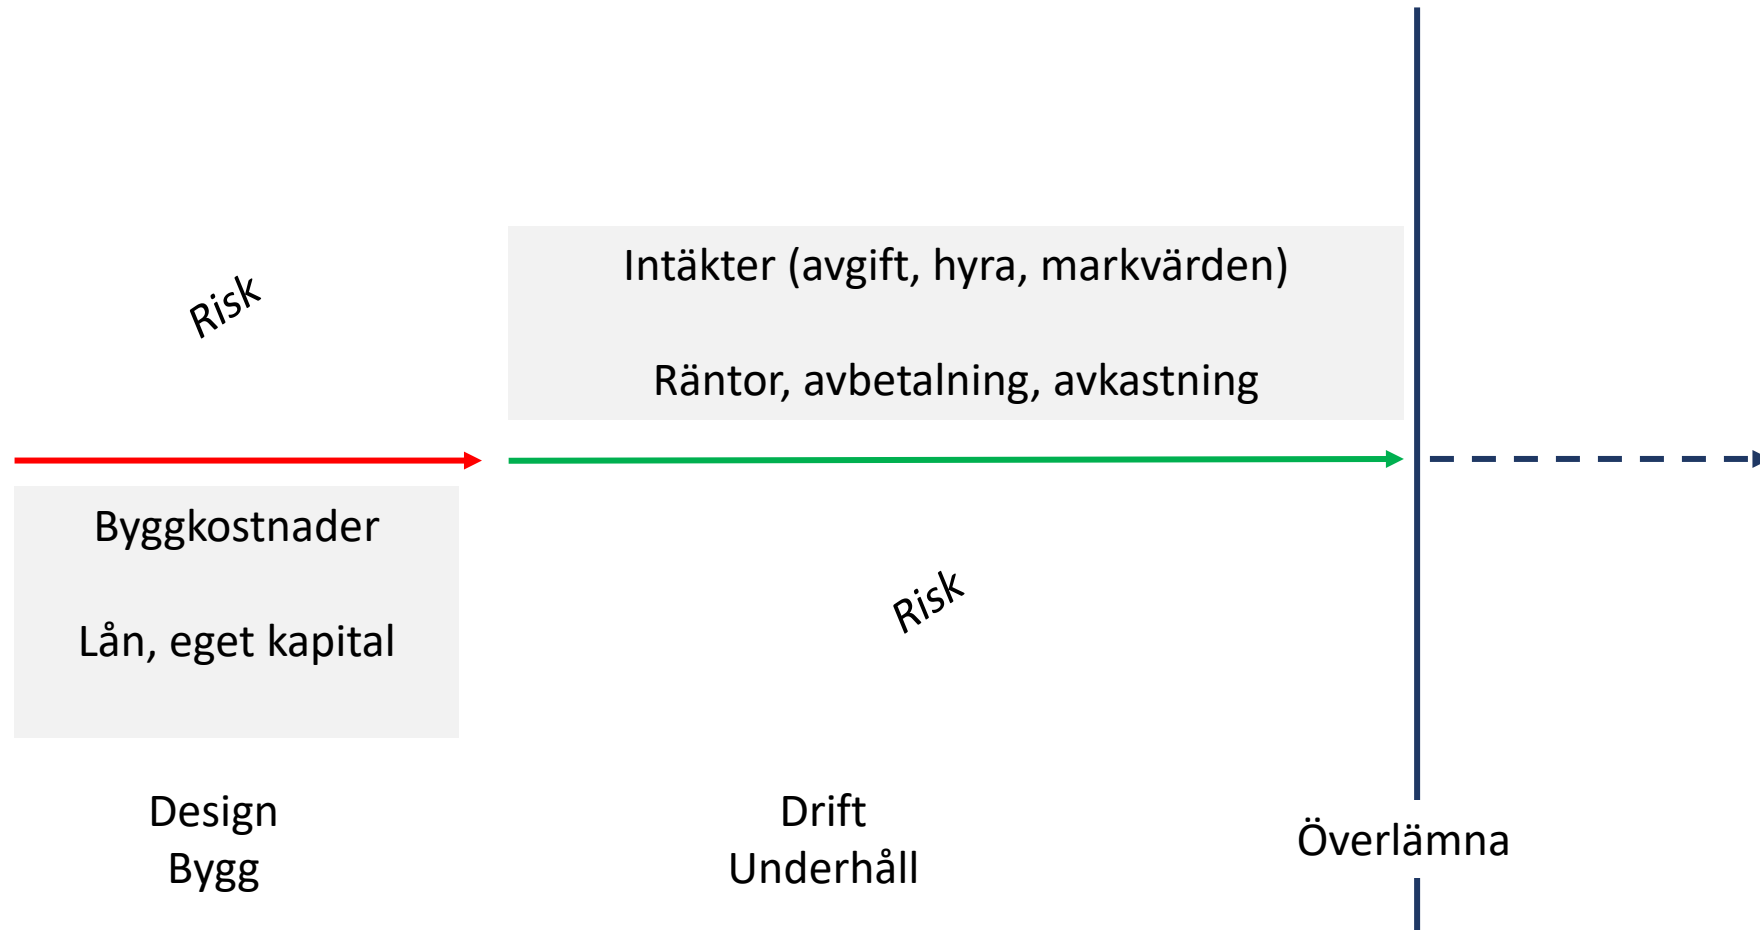 Risk
Intäkter (avgift, hyra, markvärden)
Räntor, avbetalning, avkastning
Byggkostnader
Lån, eget kapital
Risk
Design
Bygg
Drift
Underhåll
Överlämna